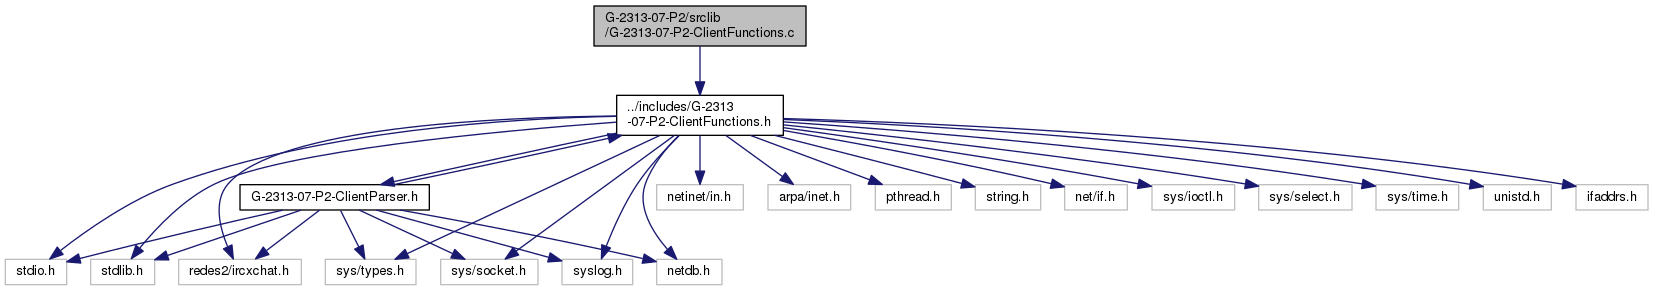 G-2313-07-P2/srclib
/G-2313-07-P2-ClientFunctions.c
../includes/G-2313
-07-P2-ClientFunctions.h
G-2313-07-P2-ClientParser.h
netinet/in.h
arpa/inet.h
pthread.h
string.h
net/if.h
sys/ioctl.h
sys/select.h
sys/time.h
unistd.h
ifaddrs.h
stdio.h
stdlib.h
redes2/ircxchat.h
sys/types.h
sys/socket.h
syslog.h
netdb.h